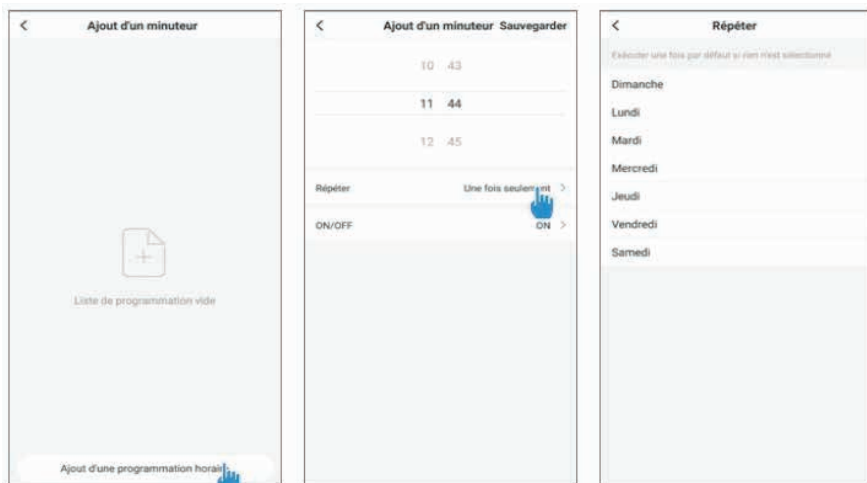 Ajout d'un minuteur
Liste de programmation vide
Ajout d'une programmation
Ajout d'un minuteur Sauvegarder
10 43
11 44
12 45
Répéter Une fois
ON/OFF ON
Répéter
Exécuter une fois par défaut si rien n'est sélectionné
Dimanche
Lundi
Mardi
Mercredi
Jeudi
Vendredi
Samedi